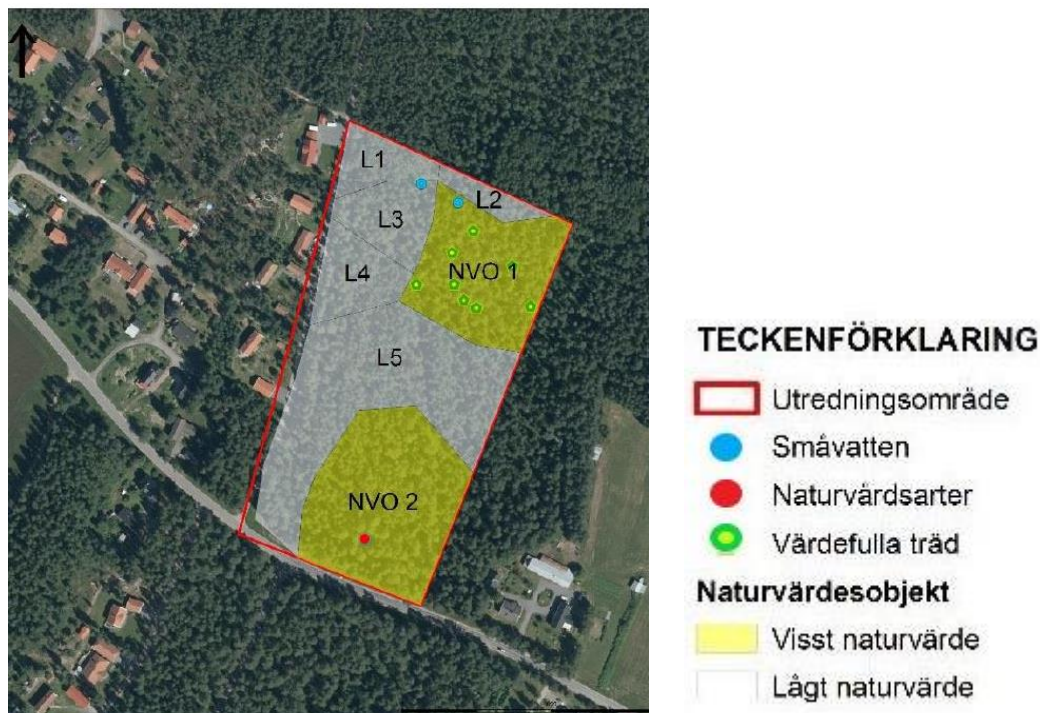 L1
L2
L3
NVO 1
L4
L5
NVO 2
TECKENFÖRKLARING
Utredningsområde
Småvatten
Naturvårdsarter
Värdefulla träd
Naturvärdesobjekt
Visst naturvärde
Lågt naturvärde